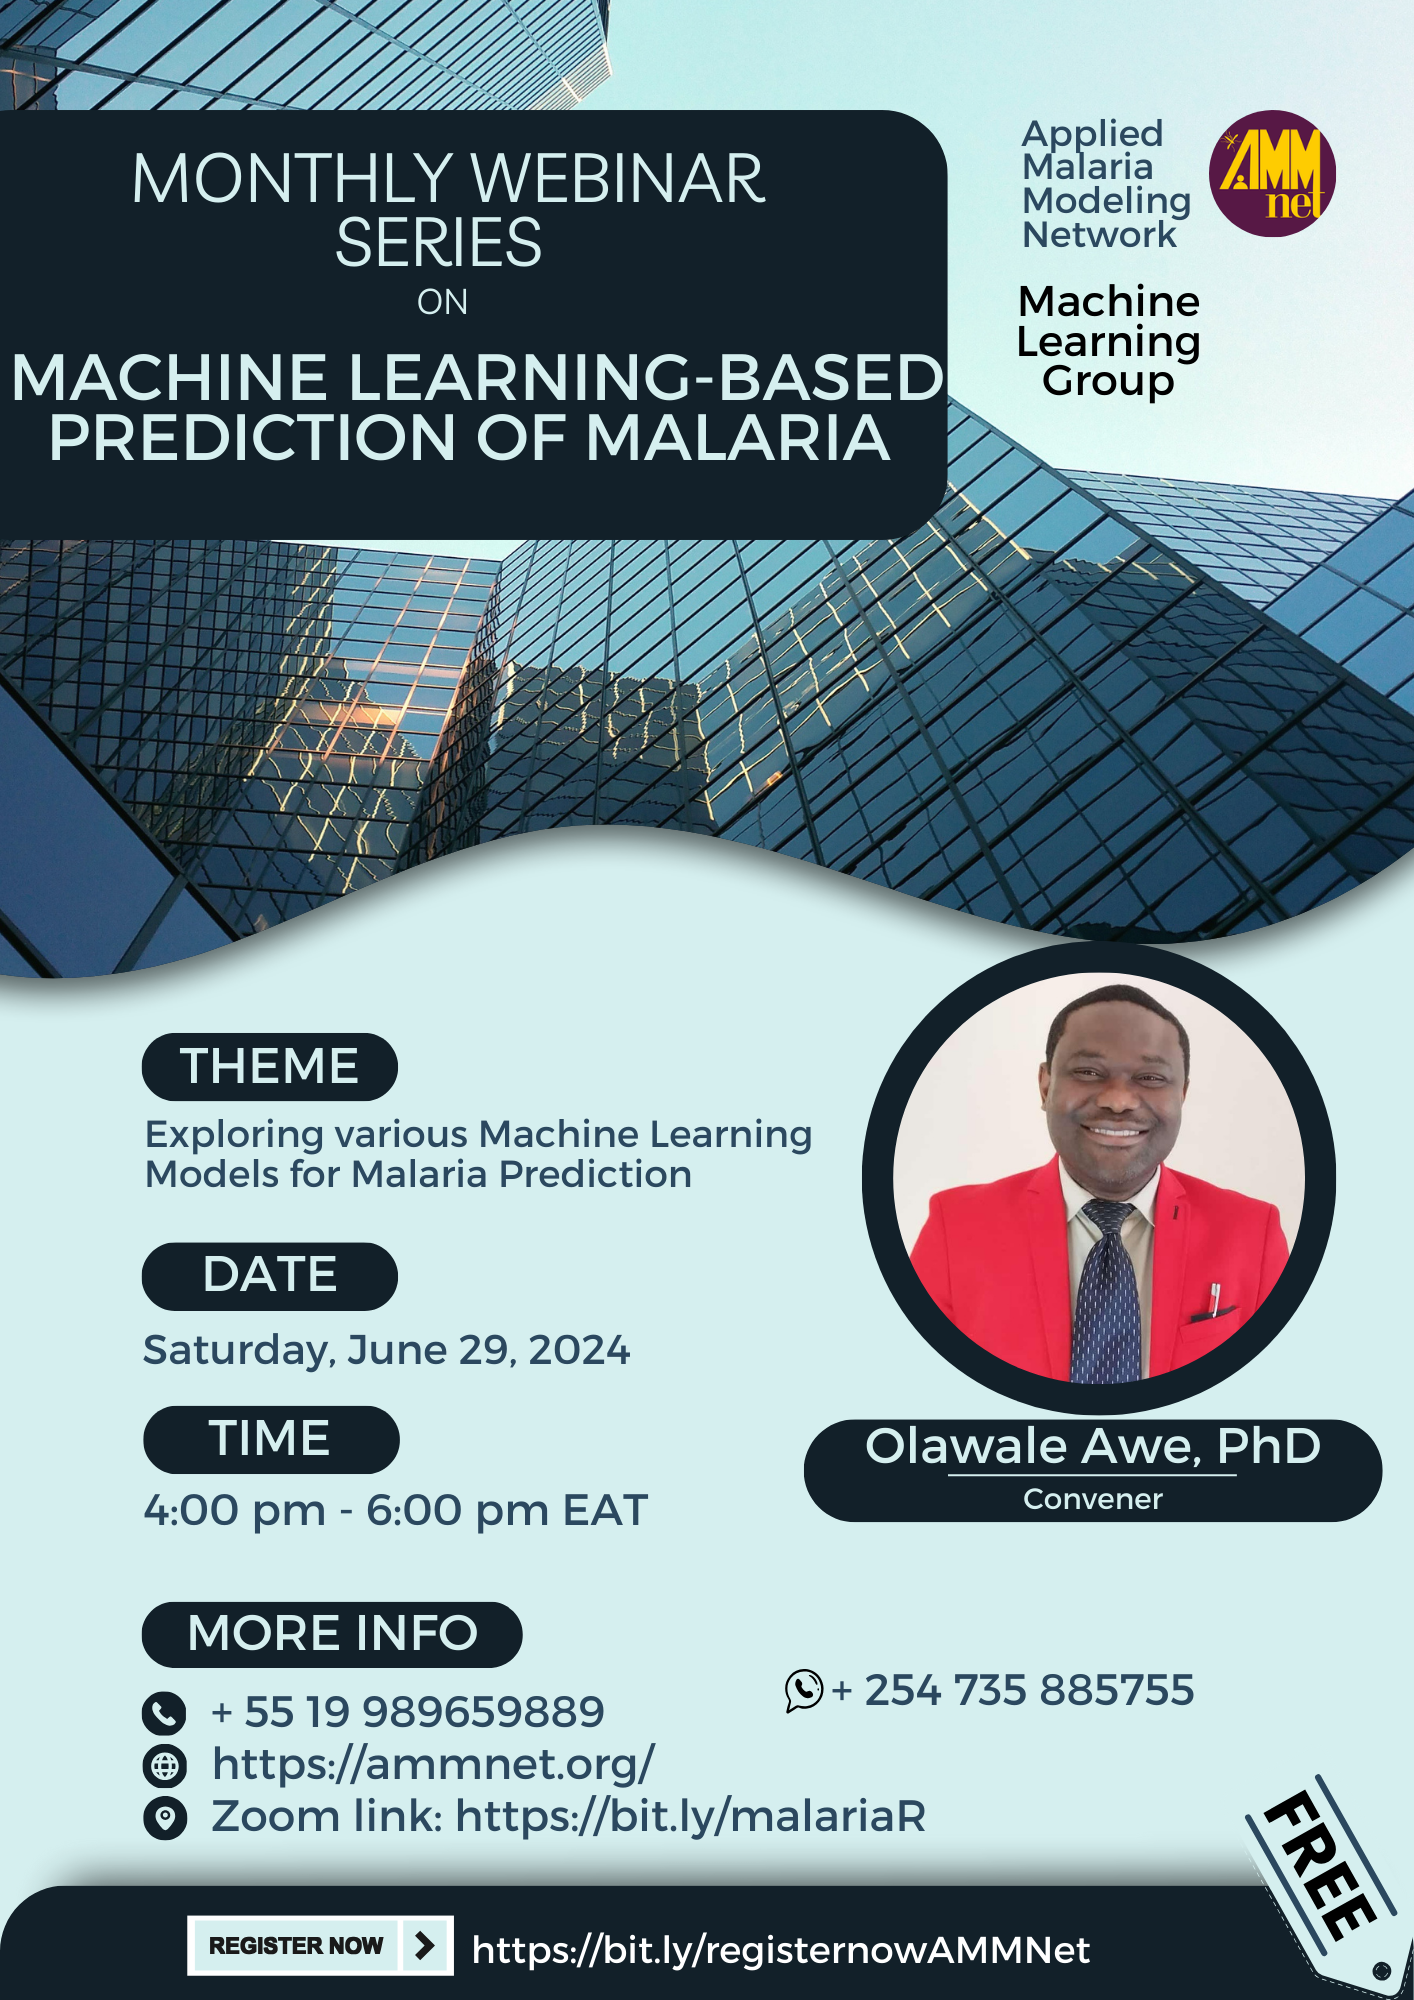 MONTHLY WEBINAR
SERIES
ON
MACHINE LEARNING-BASED
PREDICTION OF MALARIA
Applied
Malaria
Modeling
Network
AMM
net
Machine
Learning
Group
THEME
Exploring various Machine Learning
Models for Malaria Prediction
DATE
Saturday, June 29, 2024
TIME
4:00 pm - 6:00 pm EAT
Olawale Awe, PhD
Convener
MORE INFO
+ 55 19 989659889
+ 254 735 885755
https://ammnet.org/
Zoom link: https://bit.ly/malariaR
FREE
REGISTER NOW
https://bit.ly/registernowAMMNet